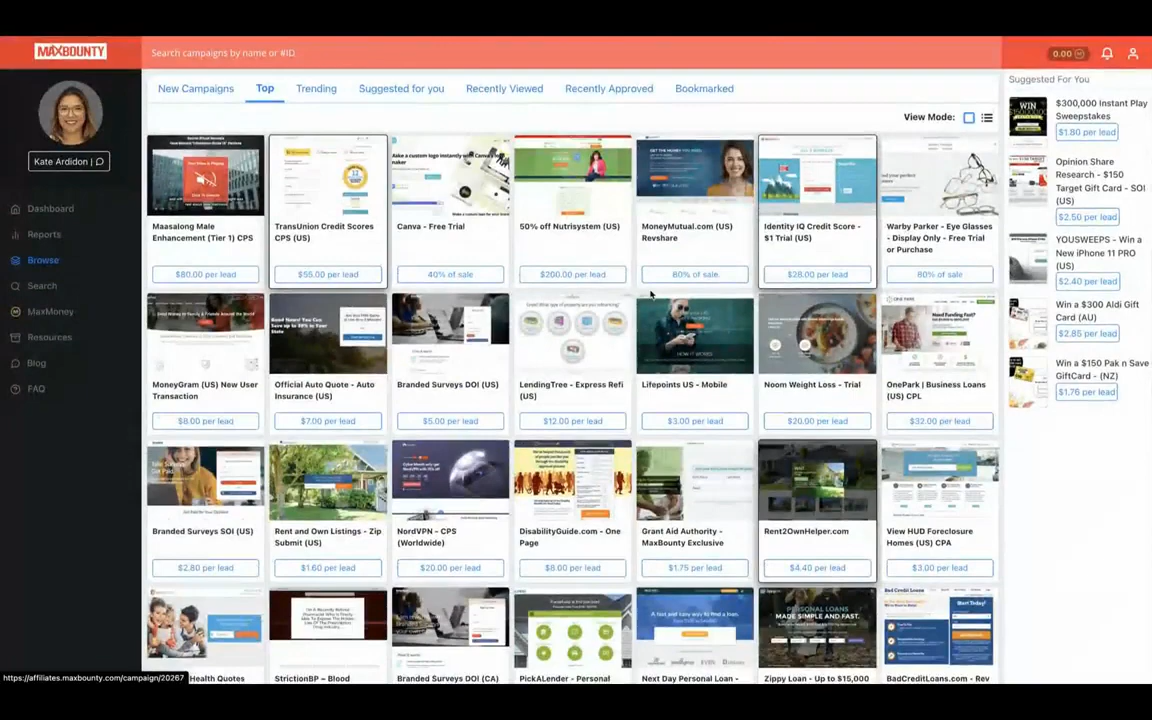 MAXBOUNTY
Search campaigns by name or #ID
0.00
Kate Ardidon |
Dashboard
Reports
Browse
Search
MaxMoney
Resources
Blog
FAQ
New Campaigns
Top
Trending
Suggested for you
Recently Viewed
Recently Approved
Bookmarked
View Mode:
Maasalong Male
Enhancement (Tier 1) CPS
$80.00 per lead
TransUnion Credit Scores
CPS (US)
$55.00 per lead
Canva - Free Trial
40% of sale
50% off Nutrisystem (US)
$200.00 per lead
MoneyMutual.com (US)
Revshare
80% of sale
Identity IQ Credit Score -
$1 Trial (US)
$28.00 per lead
Warby Parker - Eye Glasses
- Display Only - Free Trial
or Purchase
80% of sale
MoneyGram (US) New User
Transaction
$8.00 per lead
Official Auto Quote - Auto
Insurance (US)
$7.00 per lead
Branded Surveys DOI (US)
$5.00 per lead
LendingTree - Express Refi
(US)
$12.00 per lead
Lifepoints US - Mobile
$3.00 per lead
Noom Weight Loss - Trial
$20.00 per lead
OnePark | Business Loans
(US) CPL
$32.00 per lead
Branded Surveys SOI (US)
$2.80 per lead
Rent and Own Listings - Zip
Submit (US)
$1.60 per lead
NordVPN - CPS
(Worldwide)
$20.00 per lead
DisabilityGuide.com - One
Page
$8.00 per lead
Grant Aid Authority -
MaxBounty Exclusive
$1.75 per lead
Rent2OwnHelper.com
$4.40 per lead
View HUD Foreclosure
Homes (US) CPA
$3.00 per lead
PERSONAL LOANS
MADE SIMPLE AND FAST.
Health Quotes
StrictionBP – Blood
Branded Surveys DOI (CA)
PickALender - Personal
Next Day Personal Loan -
Zippy Loan - Up to $15,000
BadCreditLoans.com - Rev
Suggested For You
$300,000 Instant Play
Sweepstakes
$1.80 per lead
Opinion Share
Research - $150
Target Gift Card - SOI
(US)
$2.50 per lead
YOUSWEEPS - Win a
New iPhone 11 PRO
(US)
$2.40 per lead
Win a $300 Aldi Gift
Card (AU)
$2.85 per lead
Win a $150 Pak n Save
GiftCard - (NZ)
$1.76 per lead
https://affiliates.maxbounty.com/campaign/20267